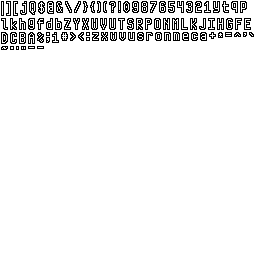 |][jQ$@&\/}{)(?!0987654321ytqp
lkhgfdbZYXWVUTSRPONMLKJIHGFE
DCBA%;i#><:zxwvusronmeca+*=^"`
~,'"--